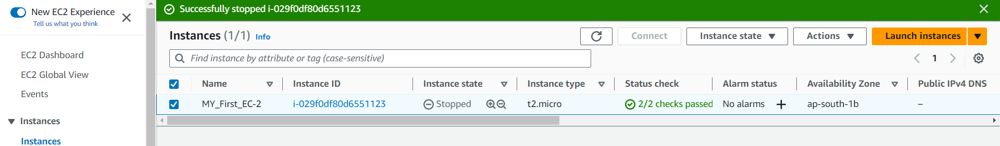 New EC2 Experience
Tell us what you think
EC2 Dashboard
EC2 Global View
Events
Instances
Instances
Successfully stopped i-029f0df80d6551123
Instances (1/1) Info
Connect
Instance state
Actions
Launch instances
Find instance by attribute or tag (case-sensitive)
1
Name Instance ID Instance state Instance type Status check Alarm status Availability Zone Public IPv4 DNS
MY_First_EC-2 i-029f0df80d6551123 Stopped t2.micro 2/2 checks passed No alarms + ap-south-1b –